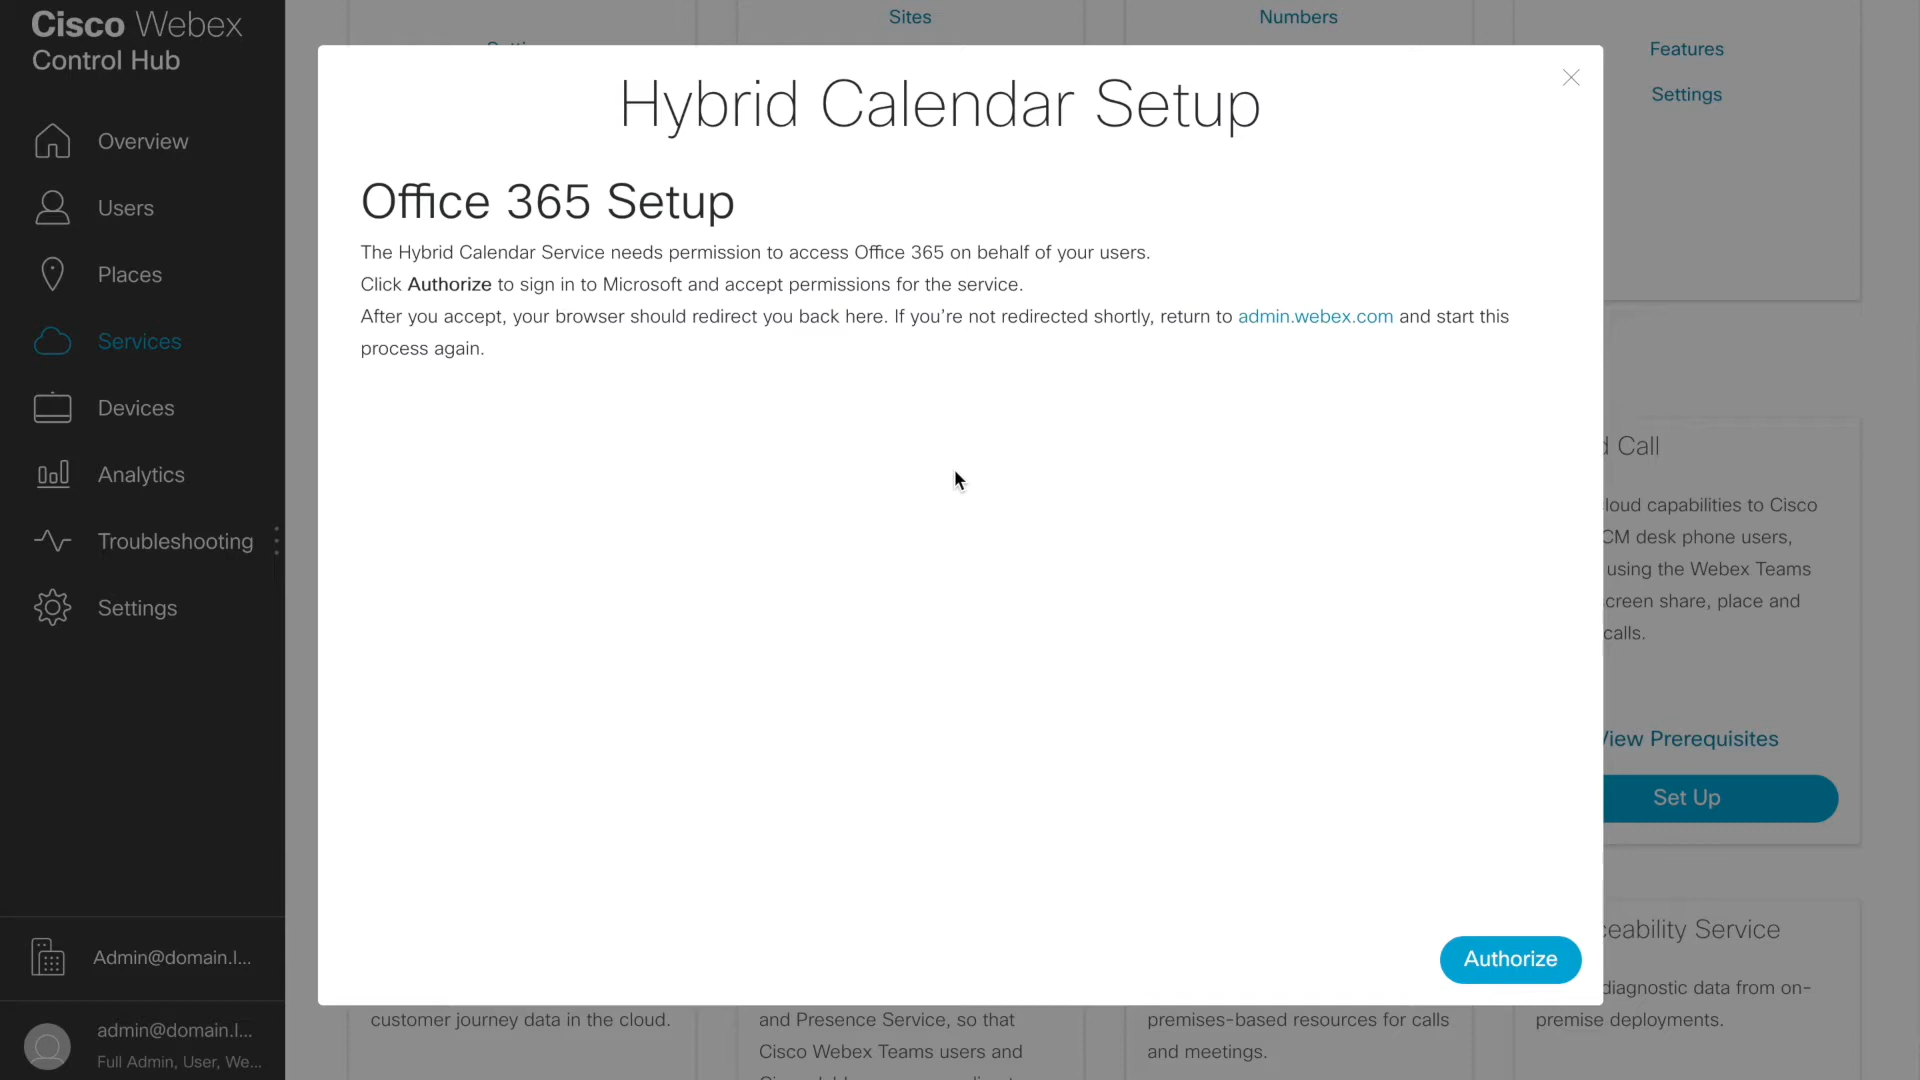 Cisco Webex
Control Hub
Overview
Users
Places
Services
Devices
Analytics
Troubleshooting
Settings
Admin@domain.l...
admin@domain.l...
Full Admin, User, We...
Sites
Numbers
Features
Settings
Hybrid Calendar Setup
Office 365 Setup
The Hybrid Calendar Service needs permission to access Office 365 on behalf of your users.
Click Authorize to sign in to Microsoft and accept permissions for the service.
After you accept, your browser should redirect you back here. If you’re not redirected shortly, return to admin.webex.com and start this
process again.
Authorize
Call
capabilities to Cisco
desk phone users,
using the Webex Teams
share, place and
calls.
View Prerequisites
Set Up
Service
diagnostic data from on-
premise deployments.
customer journey data in the cloud.
and Presence Service, so that
Cisco Webex Teams users and
premises-based resources for calls
and meetings.